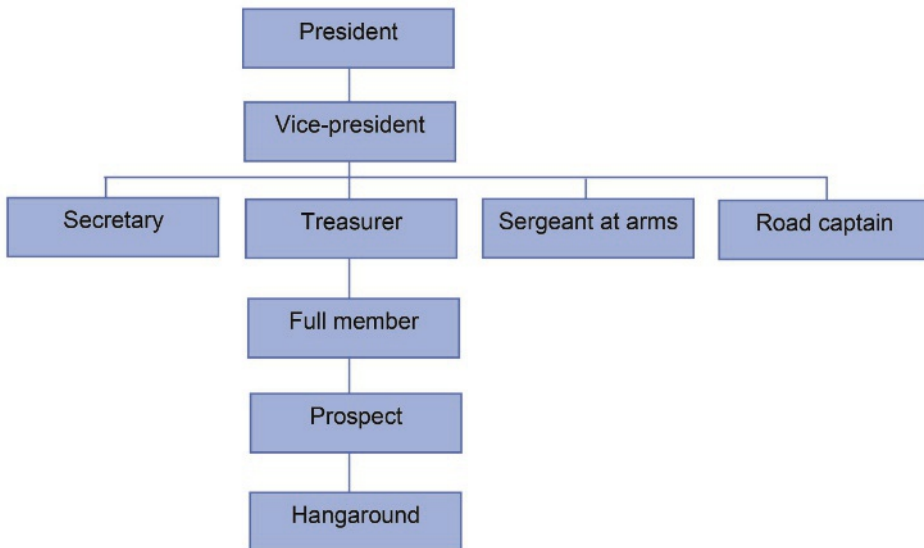 President
Vice-president
Secretary
Treasurer
Sergeant at arms
Road captain
Full member
Prospect
Hangaround